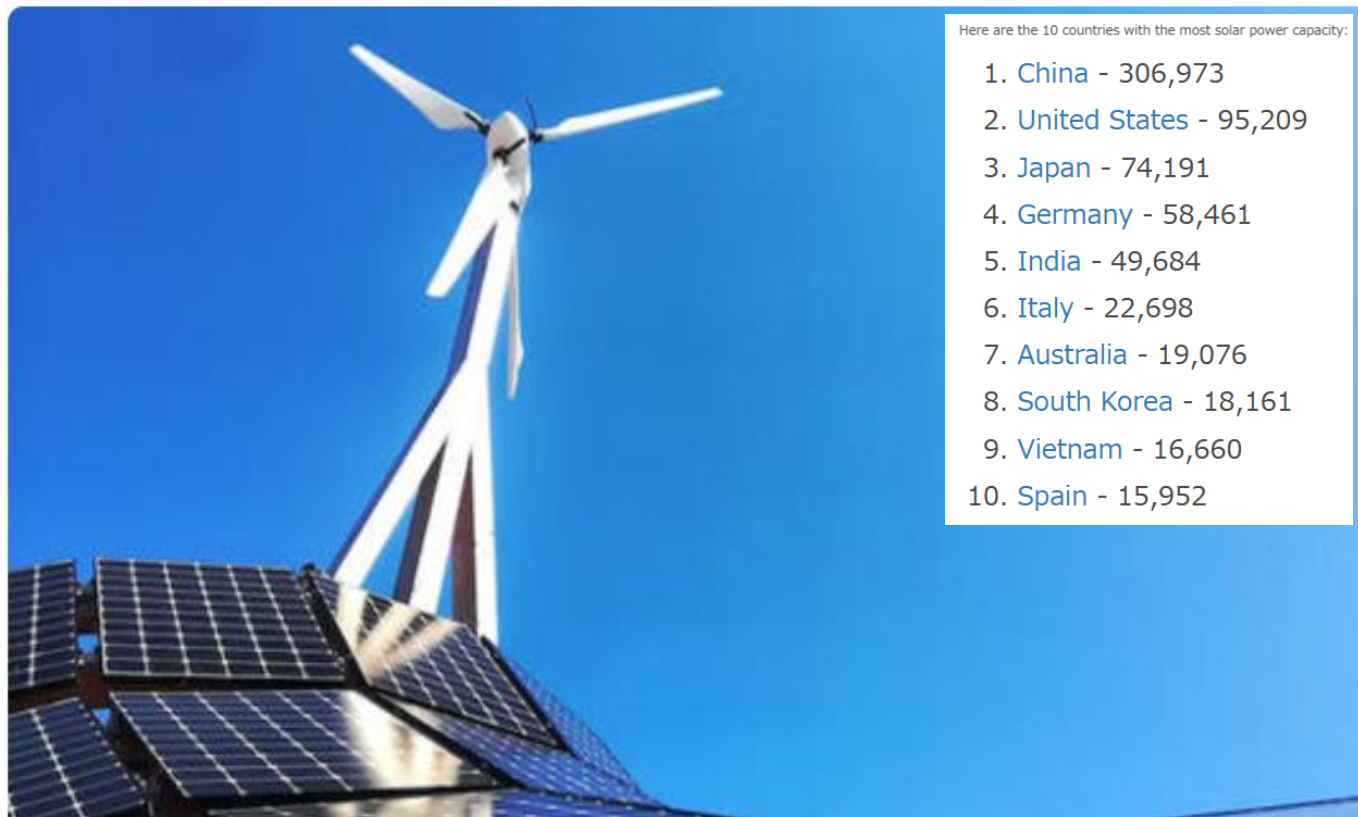 Here are the 10 countries with the most solar power capacity:
1. China - 306,973
2. United States - 95,209
3. Japan - 74,191
4. Germany - 58,461
5. India - 49,684
6. Italy - 22,698
7. Australia - 19,076
8. South Korea - 18,161
9. Vietnam - 16,660
10. Spain - 15,952